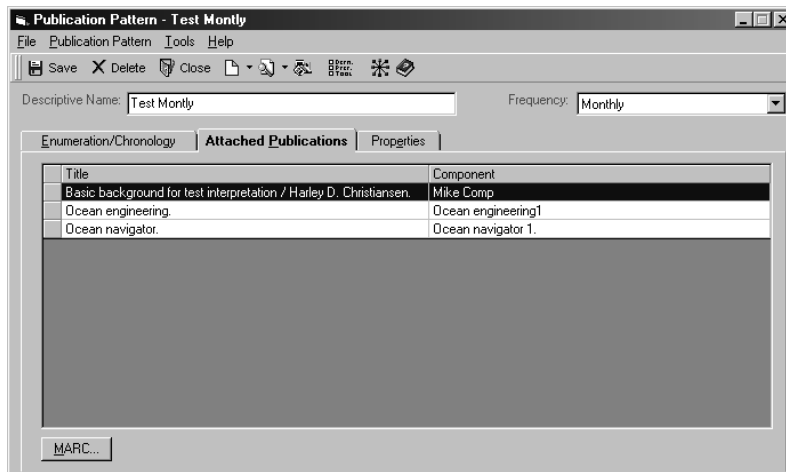 Publication Pattern - Test Montly
File Publication Pattern Tools Help
Save Delete Close
Descriptive Name: Test Montly Frequency: Monthly
Enumeration/Chronology Attached Publications Properties
Title Component
Basic background for test interpretation / Harley D. Christiansen. Mike Comp
Ocean engineering. Ocean engineering1
Ocean navigator. Ocean navigator 1.
MARC...